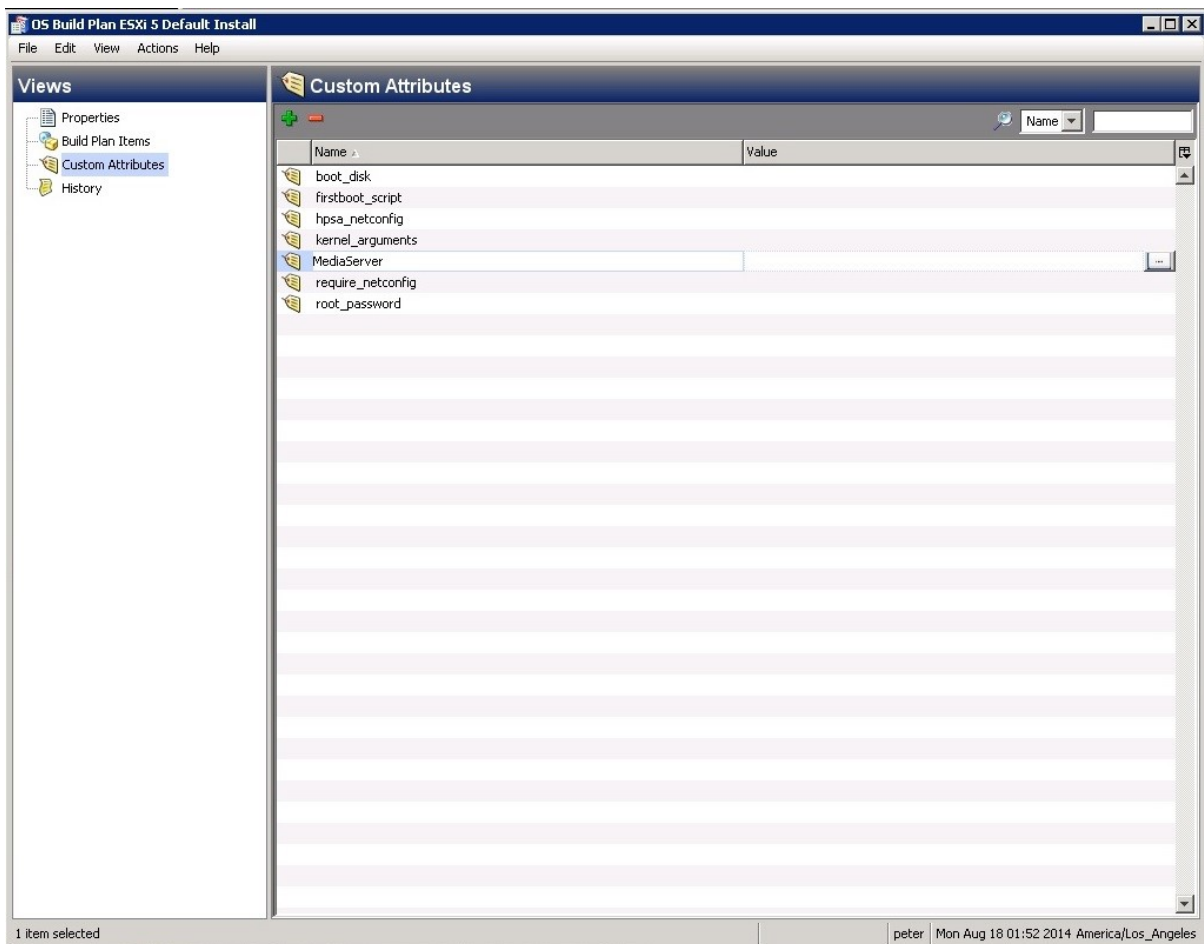 OS Build Plan ESXi 5 Default Install
File Edit View Actions Help
Views
Properties
Build Plan Items
Custom Attributes
History
Custom Attributes
Name
Name Value
boot_disk
firstboot_script
hpsa_netconfig
kernel_arguments
MediaServer ...
require_netconfig
root_password
1 item selected
peter Mon Aug 18 01:52 2014 America/Los_Angeles